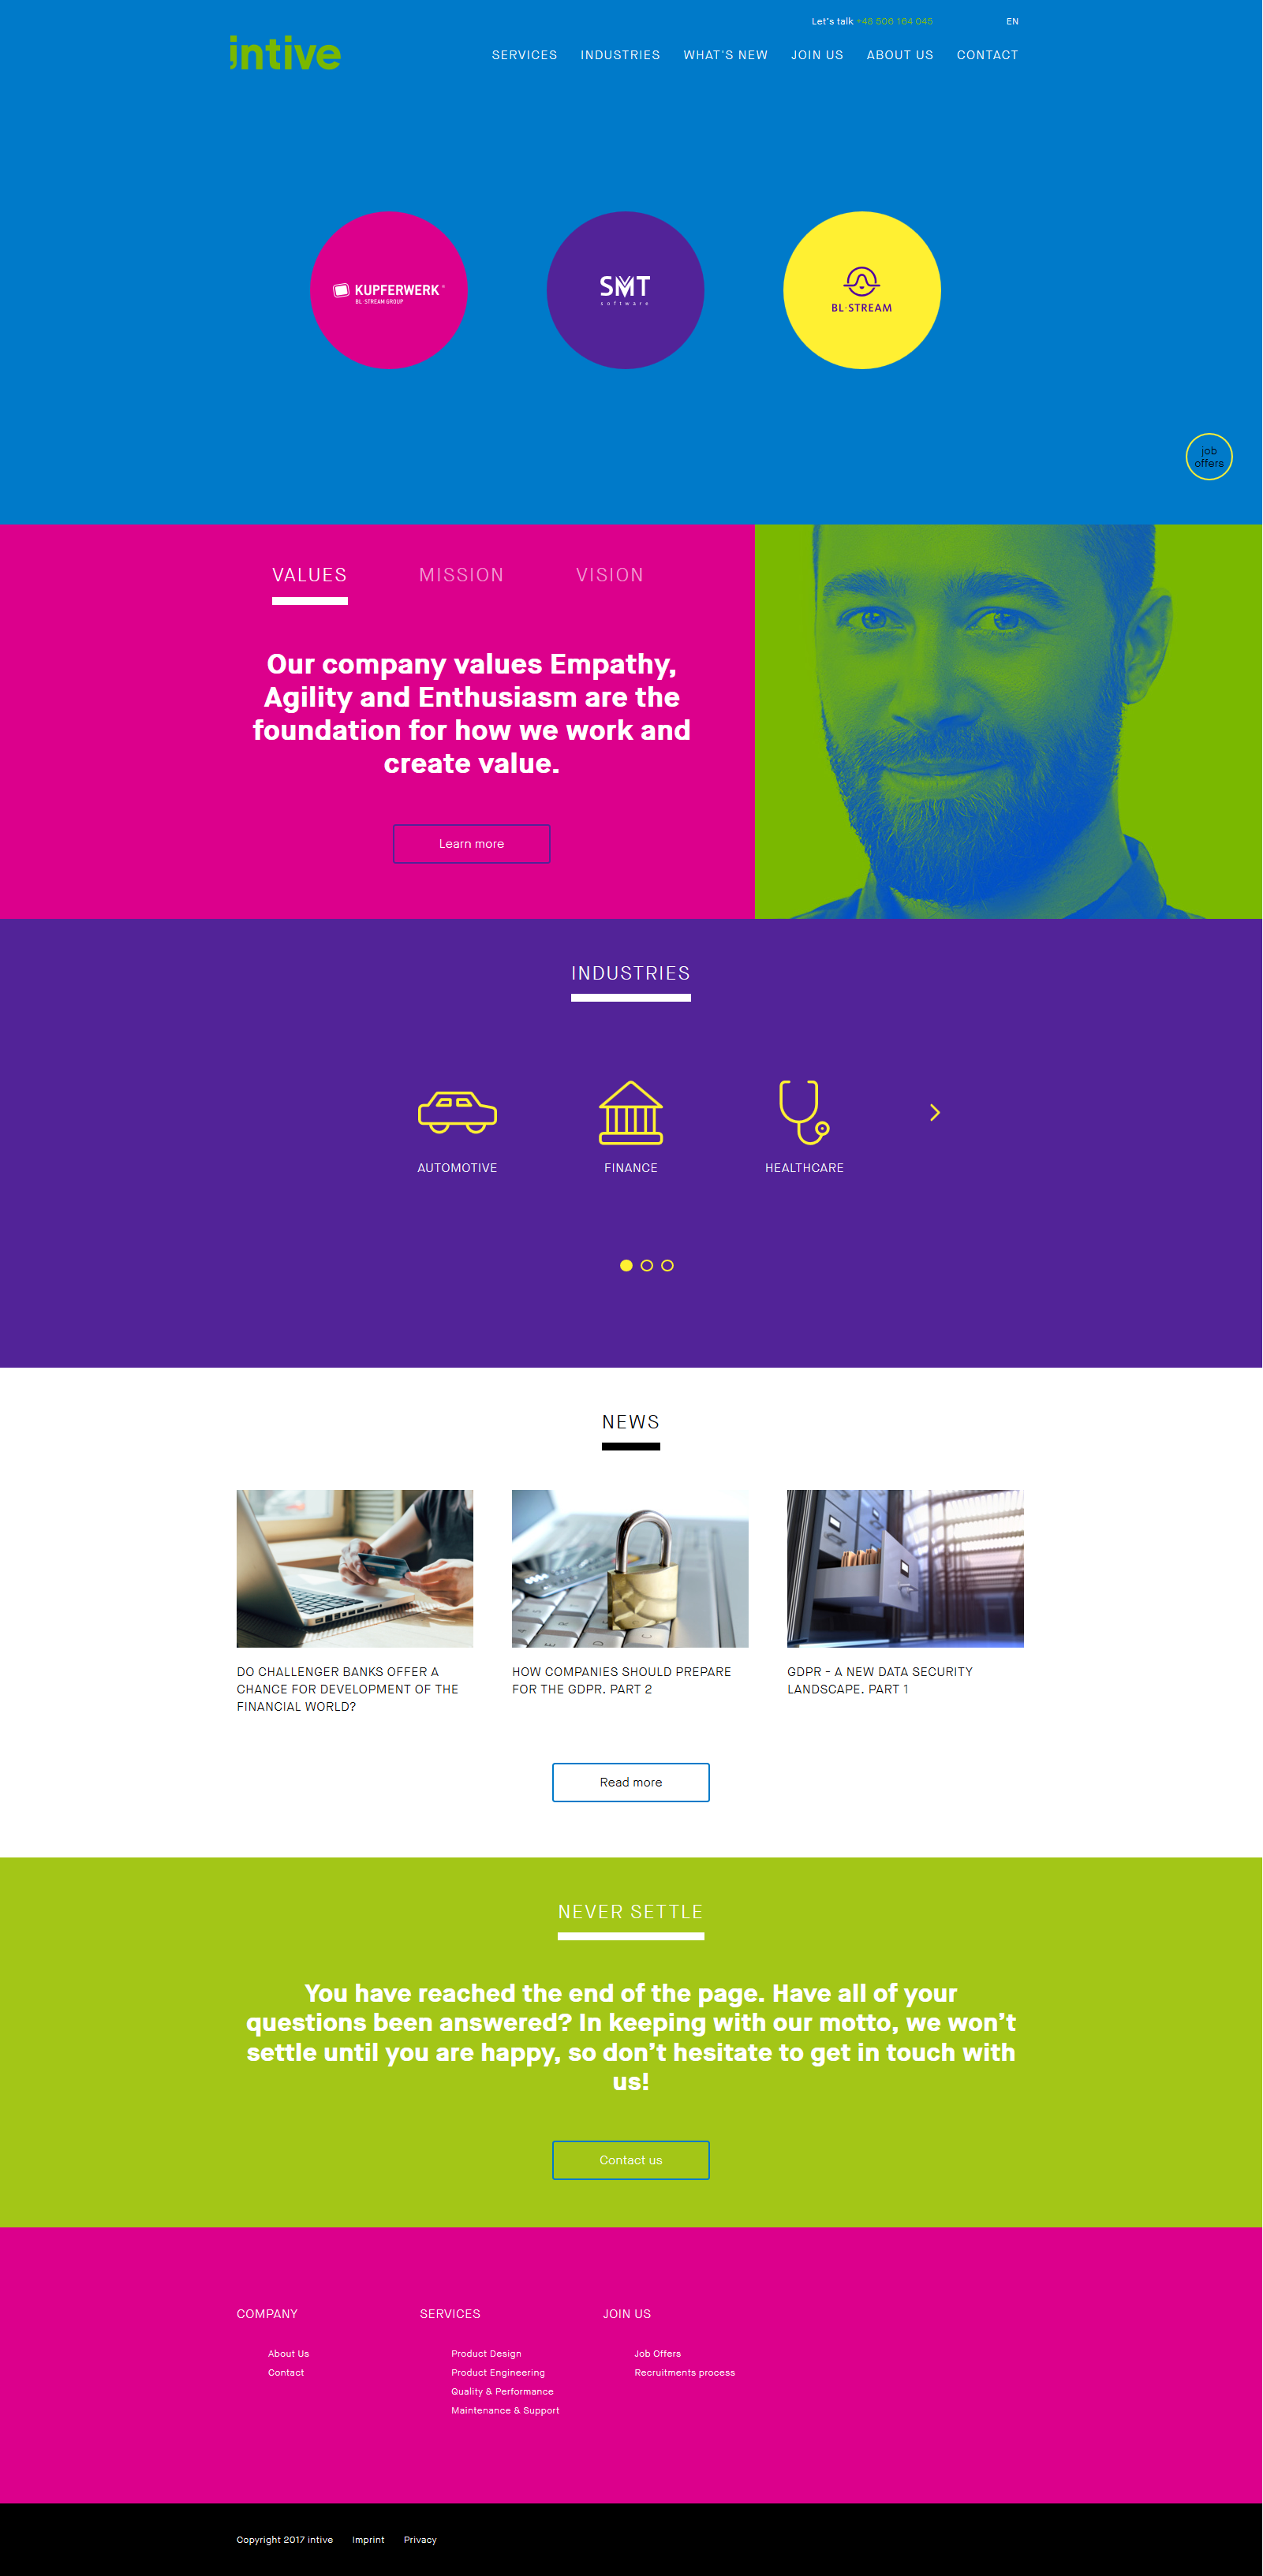 Let's talk +48 506 164 045
EN
intive
SERVICES INDUSTRIES WHAT'S NEW JOIN US ABOUT US CONTACT
KUPFERWERK
BL·STREAM GROUP
SMT
software
BL·STREAM
job
offers
VALUES MISSION VISION
Our company values Empathy,
Agility and Enthusiasm are the
foundation for how we work and
create value.
Learn more
INDUSTRIES
AUTOMOTIVE
FINANCE
HEALTHCARE
NEWS
DO CHALLENGER BANKS OFFER A
CHANCE FOR DEVELOPMENT OF THE
FINANCIAL WORLD?
HOW COMPANIES SHOULD PREPARE
FOR THE GDPR. PART 2
GDPR - A NEW DATA SECURITY
LANDSCAPE. PART 1
Read more
NEVER SETTLE
You have reached the end of the page. Have all of your
questions been answered? In keeping with our motto, we won't
settle until you are happy, so don't hesitate to get in touch with
us!
Contact us
COMPANY
About Us
Contact
SERVICES
Product Design
Product Engineering
Quality & Performance
Maintenance & Support
JOIN US
Job Offers
Recruitments process
Copyright 2017 intive Imprint Privacy